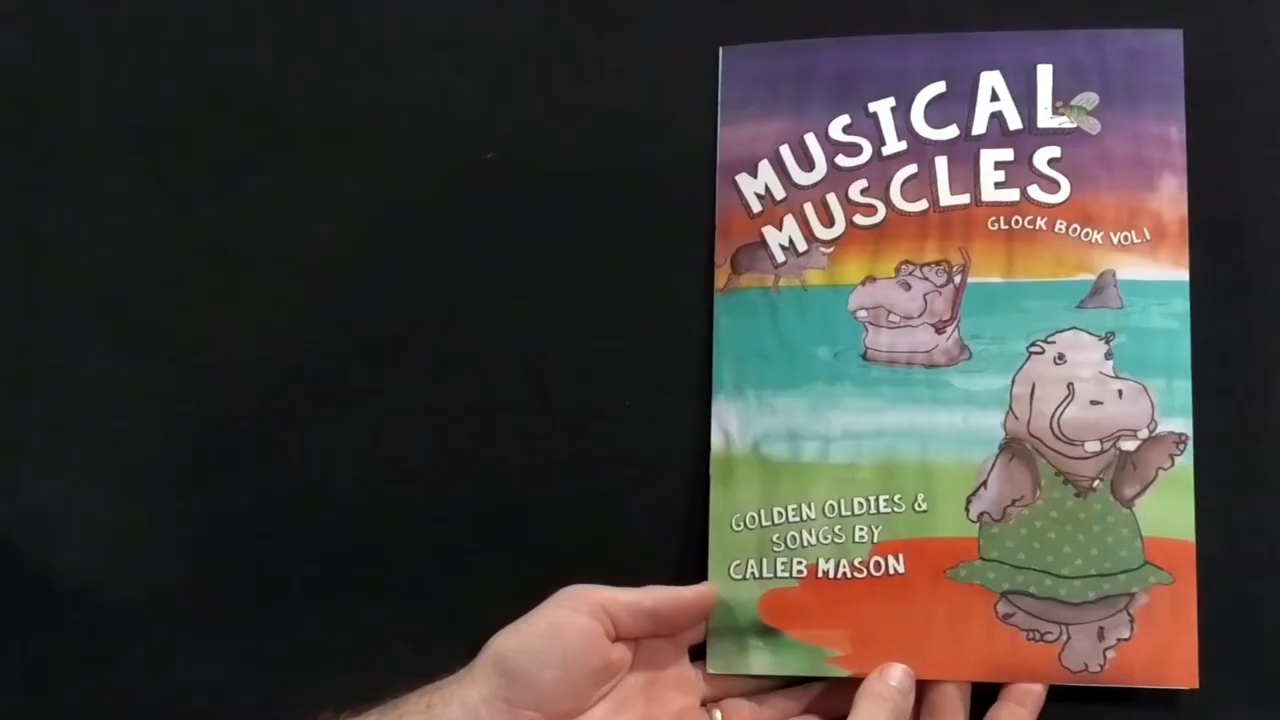 MUSICAL
MUSCLES
GLOCK BOOK VOL.1
GOLDEN OLDIES &
SONGS BY
CALEB MASON